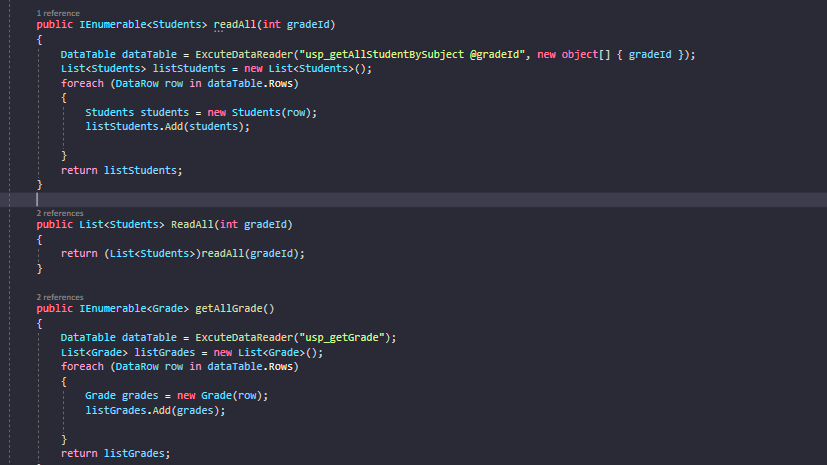 1 reference
public IEnumerable<Students> readAll(int gradeId)
{
DataTable dataTable = ExcuteDataReader("usp_getAllStudentBySubject @gradeId", new object[] { gradeId });
List<Students> listStudents = new List<Students>();
foreach (DataRow row in dataTable.Rows)
{
Students students = new Students(row);
listStudents.Add(students);
}
return listStudents;
}
2 references
public List<Students> ReadAll(int gradeId)
{
return (List<Students>)readAll(gradeId);
}
2 references
public IEnumerable<Grade> getAllGrade()
{
DataTable dataTable = ExcuteDataReader("usp_getGrade");
List<Grade> listGrades = new List<Grade>();
foreach (DataRow row in dataTable.Rows)
{
Grade grades = new Grade(row);
listGrades.Add(grades);
}
return listGrades;